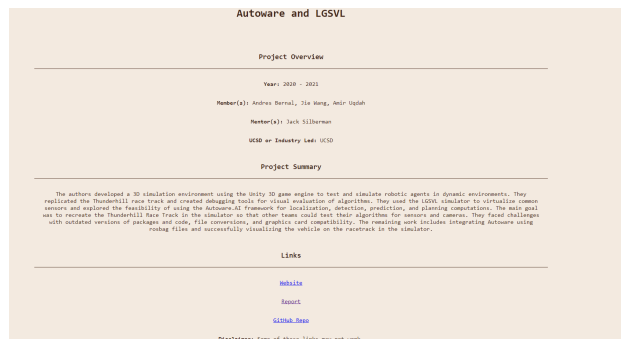 Autoware and LGSVL
Project Overview
Year: 2020 - 2021
Member(s): Andres Bernal, Jie Wang, Amir Uqdah
Mentor(s): Jack Silberman
UCSD or Industry Led: UCSD
Project Summary
The authors developed a 3D simulation environment using the Unity 3D game engine to test and simulate robotic agents in dynamic environments. They
replicated the Thunderhill race track and created debugging tools for visual evaluation of algorithms. They used the LGSVL simulator to virtualize common
sensors and explored the feasibility of using the Autoware.AI framework for localization, detection, prediction, and planning computations. The main goal
was to recreate the Thunderhill Race Track in the simulator so that other teams could test their algorithms for sensors and cameras. They faced challenges
with outdated versions of packages and code, file conversions, and graphics card compatibility. The remaining work includes integrating Autoware using
rosbag files and successfully visualizing the vehicle on the racetrack in the simulator.
Links
Website
Report
GitHub Repo
Disclaimer: Some of these links may not work